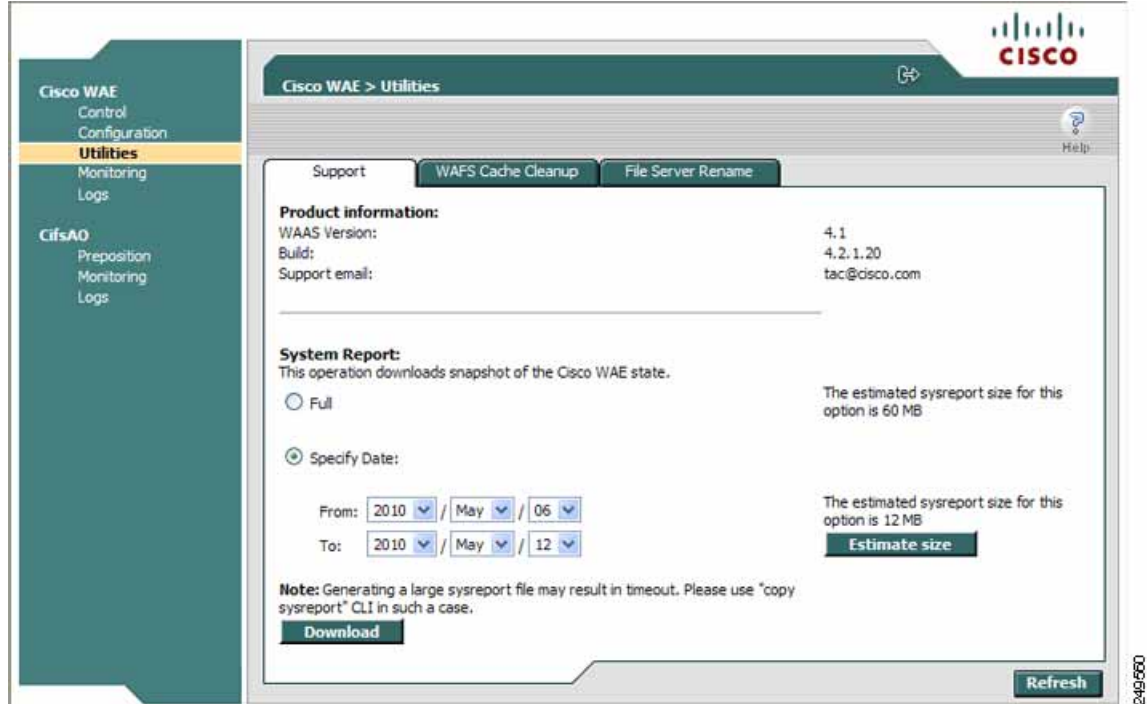 CISCO
Cisco WAE
Control
Configuration
Utilities
Monitoring
Logs
CifsAO
Preposition
Monitoring
Logs
Cisco WAE > Utilities
Help
Support
WAFS Cache Cleanup
File Server Rename
Product information:
WAAS Version:
4.1
Build:
4.2.1.20
Support email:
tac@cisco.com
System Report:
This operation downloads snapshot of the Cisco WAE state.
Full
The estimated sysreport size for this
option is 60 MB
Specify Date:
From: 2010 / May / 06
The estimated sysreport size for this
option is 12 MB
To: 2010 / May / 12
Estimate size
Note: Generating a large sysreport file may result in timeout. Please use "copy
sysreport" CLI in such a case.
Download
Refresh
249560